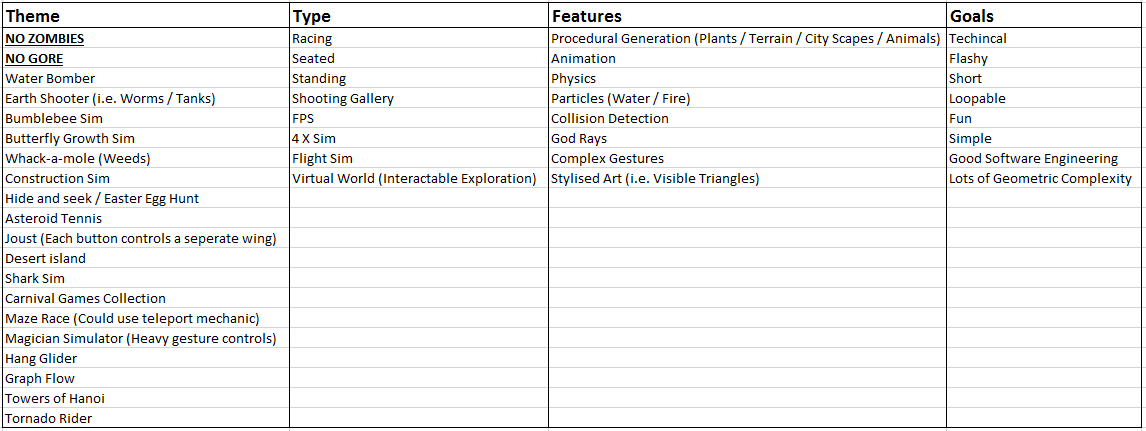 Theme Type Features Goals
NO ZOMBIES Racing Procedural Generation (Plants / Terrain / City Scapes / Animals) Techincal
NO GORE Seated Animation Flashy
Water Bomber Standing Physics Short
Earth Shooter (i.e. Worms / Tanks) Shooting Gallery Particles (Water / Fire) Loopable
Bumblebee Sim FPS Collision Detection Fun
Butterfly Growth Sim 4 X Sim God Rays Simple
Whack-a-mole (Weeds) Flight Sim Complex Gestures Good Software Engineering
Construction Sim Virtual World (Interactable Exploration) Stylised Art (i.e. Visible Triangles) Lots of Geometric Complexity
Hide and seek / Easter Egg Hunt
Asteroid Tennis
Joust (Each button controls a seperate wing)
Desert island
Shark Sim
Carnival Games Collection
Maze Race (Could use teleport mechanic)
Magician Simulator (Heavy gesture controls)
Hang Glider
Graph Flow
Towers of Hanoi
Tornado Rider